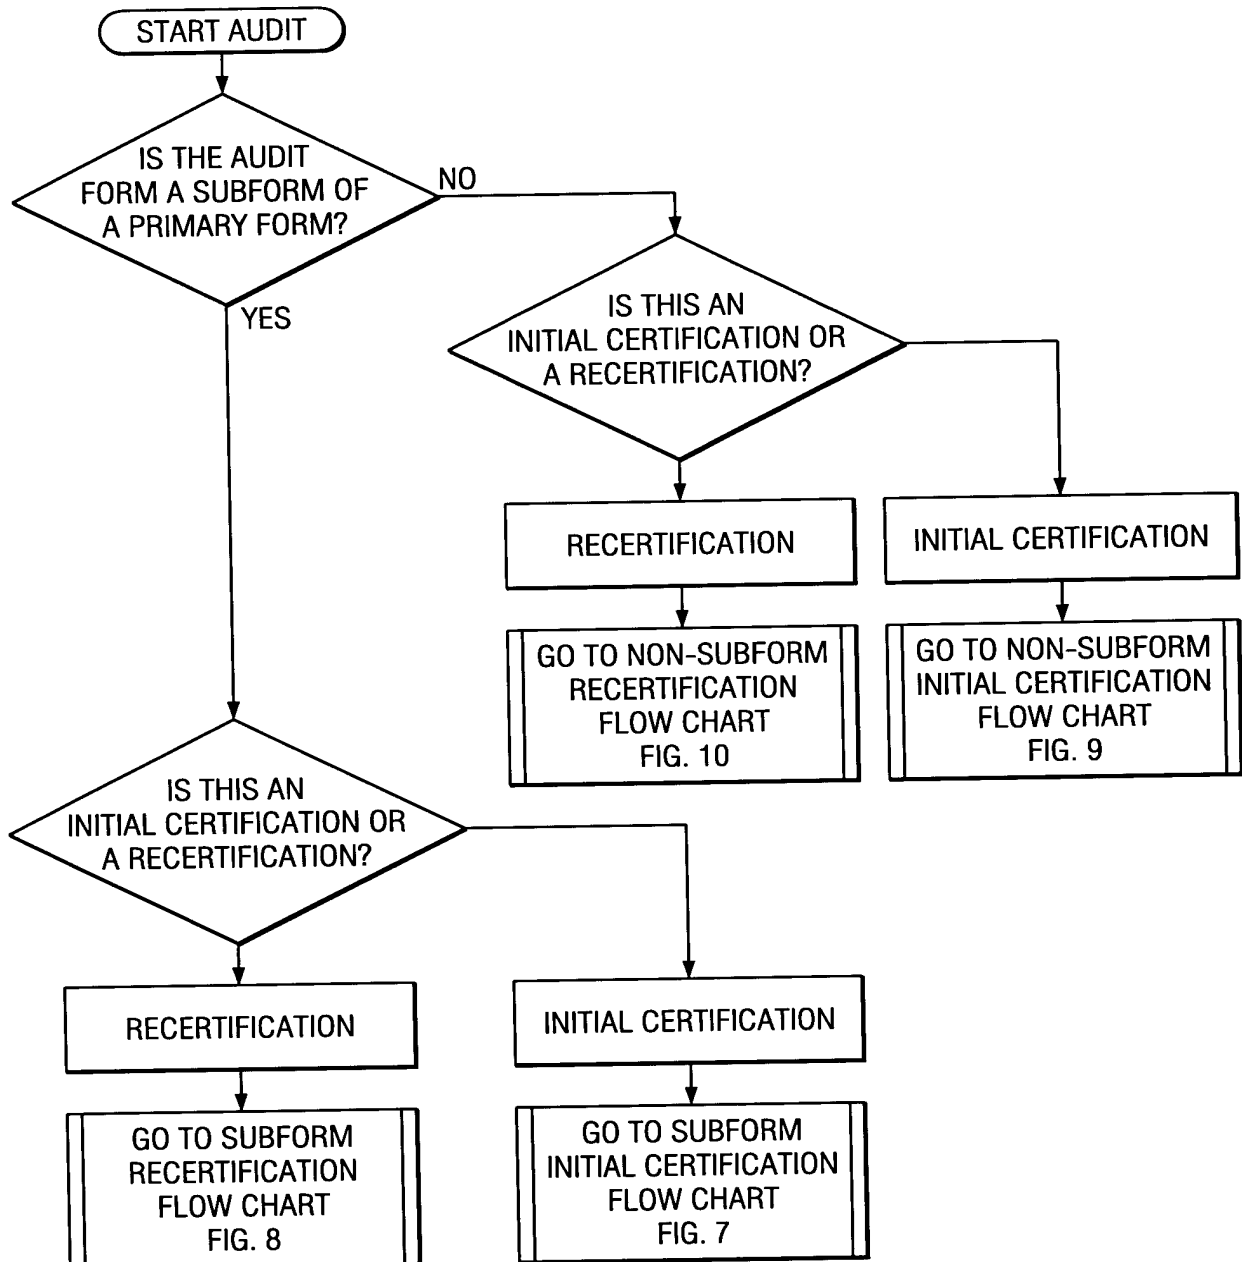 START AUDIT
IS THE AUDIT
FORM A SUBFORM OF
A PRIMARY FORM?
NO
YES
IS THIS AN
INITIAL CERTIFICATION OR
A RECERTIFICATION?
RECERTIFICATION
INITIAL CERTIFICATION
GO TO NON-SUBFORM
RECERTIFICATION
FLOW CHART
FIG. 10
GO TO NON-SUBFORM
INITIAL CERTIFICATION
FLOW CHART
FIG. 9
IS THIS AN
INITIAL CERTIFICATION OR
A RECERTIFICATION?
RECERTIFICATION
INITIAL CERTIFICATION
GO TO SUBFORM
RECERTIFICATION
FLOW CHART
FIG. 8
GO TO SUBFORM
INITIAL CERTIFICATION
FLOW CHART
FIG. 7